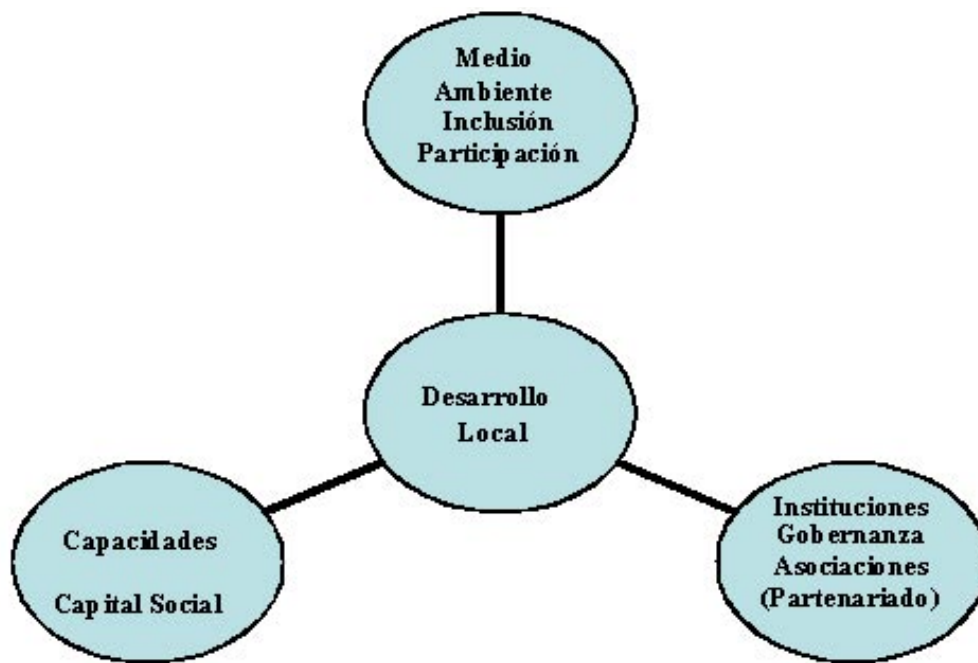 Medio
Ambiente
Inclusión
Participación
Desarrollo
Local
Capacidades
Capital Social
Instituciones
Gobernanza
Asociaciones
(Partenariado)